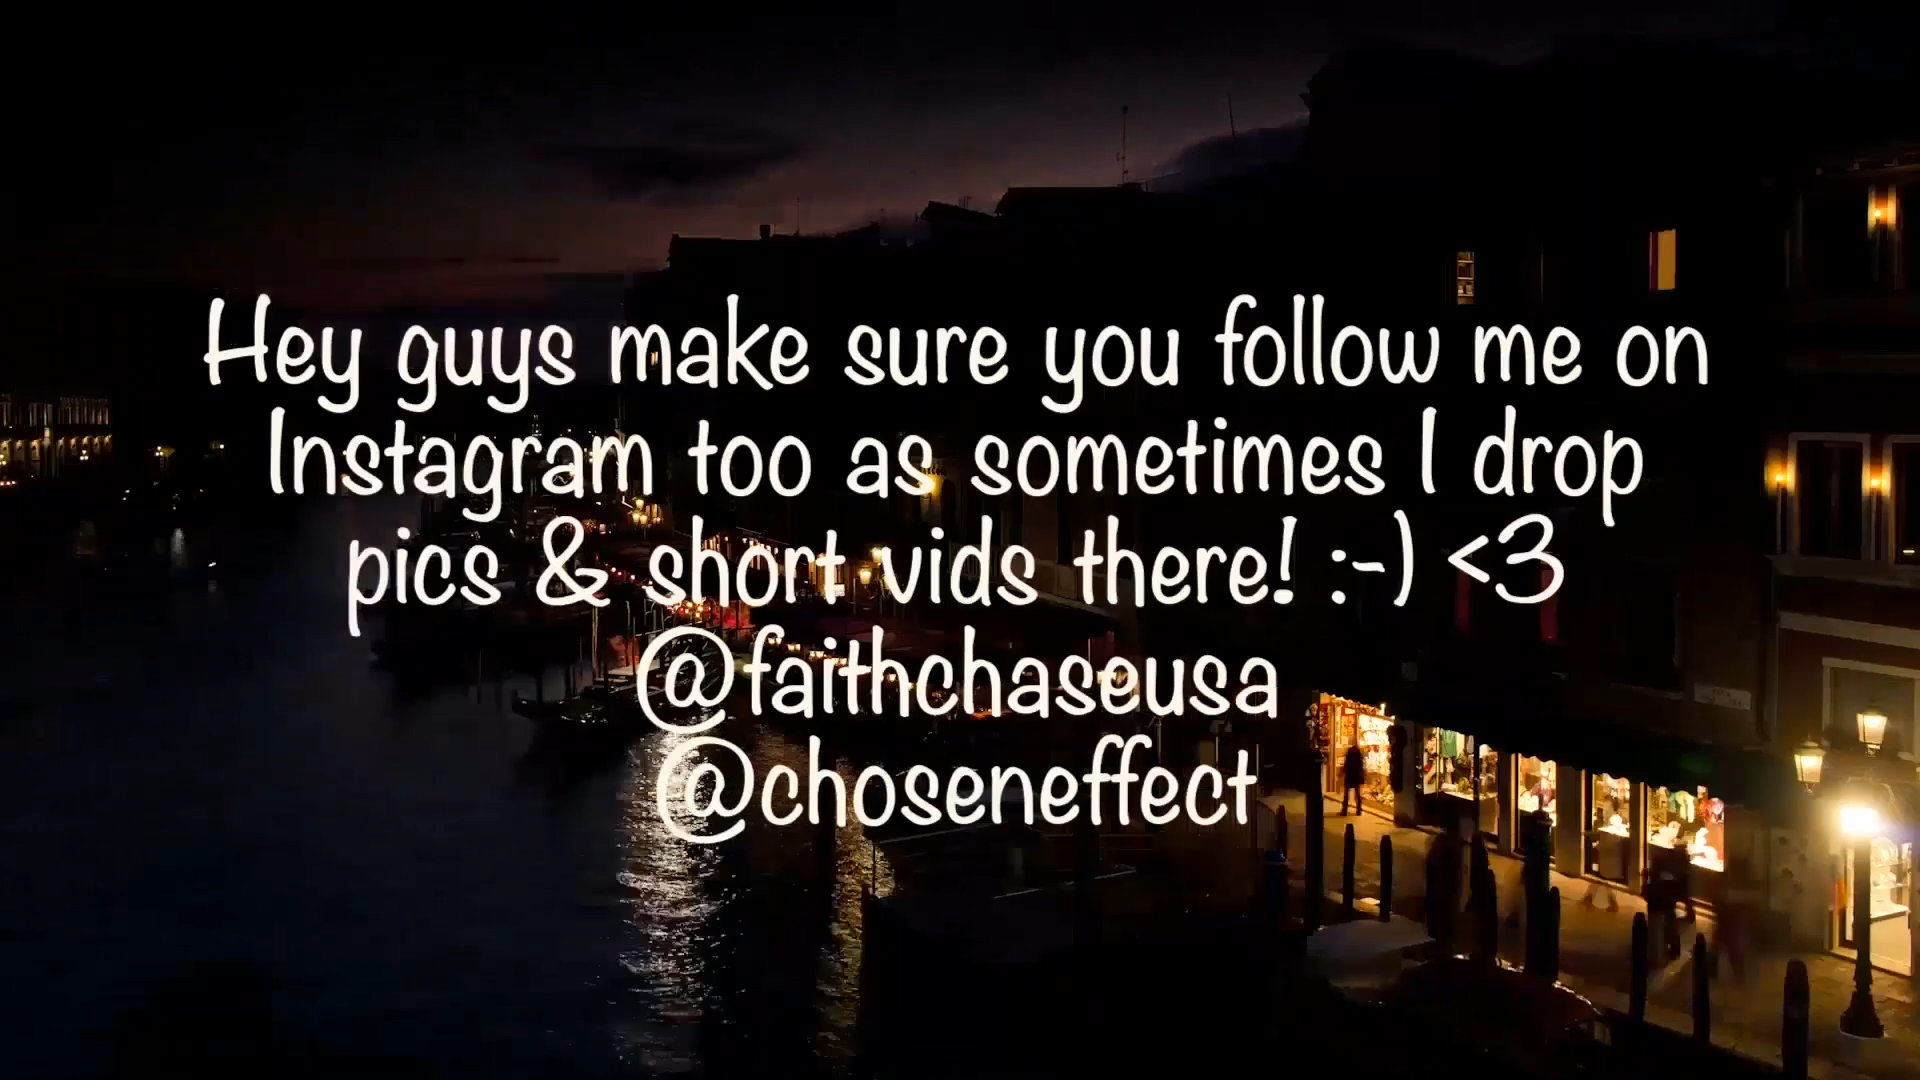 Hey guys make sure you follow me on
Instagram too as sometimes I drop
pics & short vids there! :-) <3
@faithchaseusa
@choseneffect